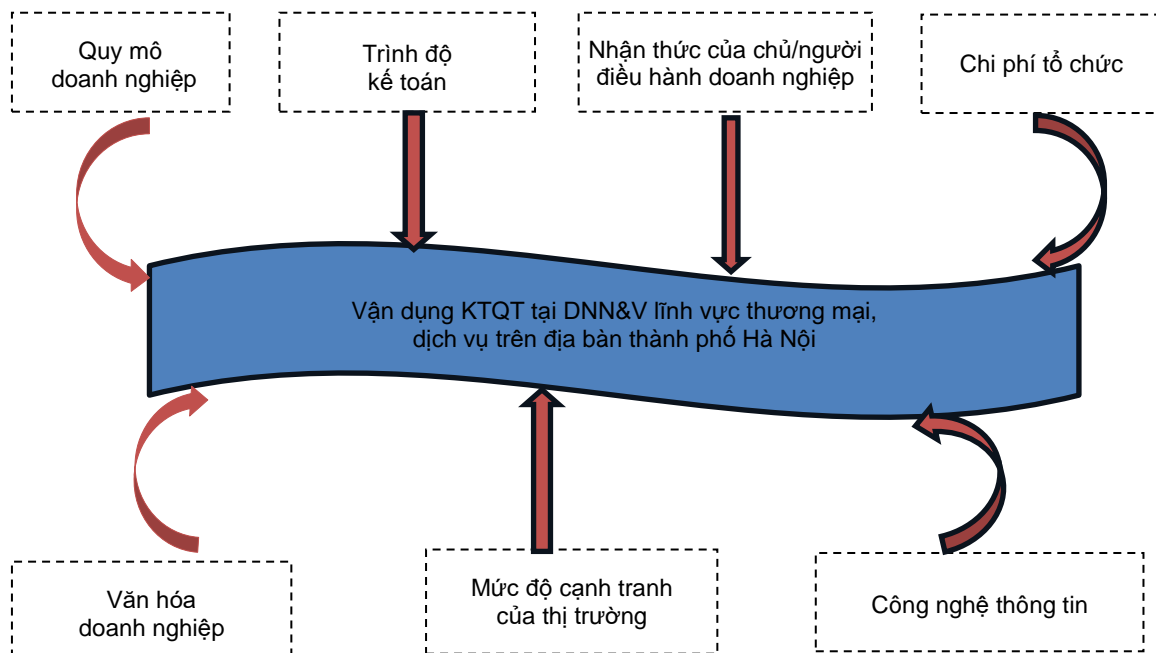 Quy mô
doanh nghiệp
Trình độ
kế toán
Nhận thức của chủ/người
điều hành doanh nghiệp
Chi phí tổ chức
Vận dụng KTQT tại DNN&V lĩnh vực thương mại,
dịch vụ trên địa bàn thành phố Hà Nội
Văn hóa
doanh nghiệp
Mức độ cạnh tranh
của thị trường
Công nghệ thông tin